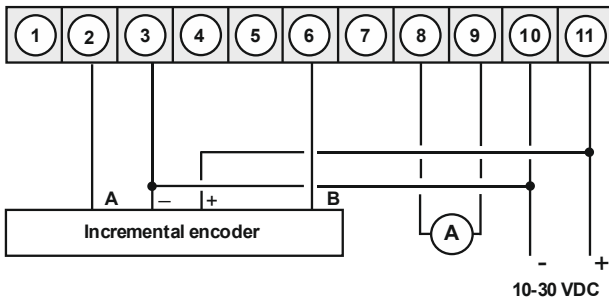 1 2 3 4 5 6 7 8 9 10 11
A – + B
Incremental encoder
A
- +
10-30 VDC